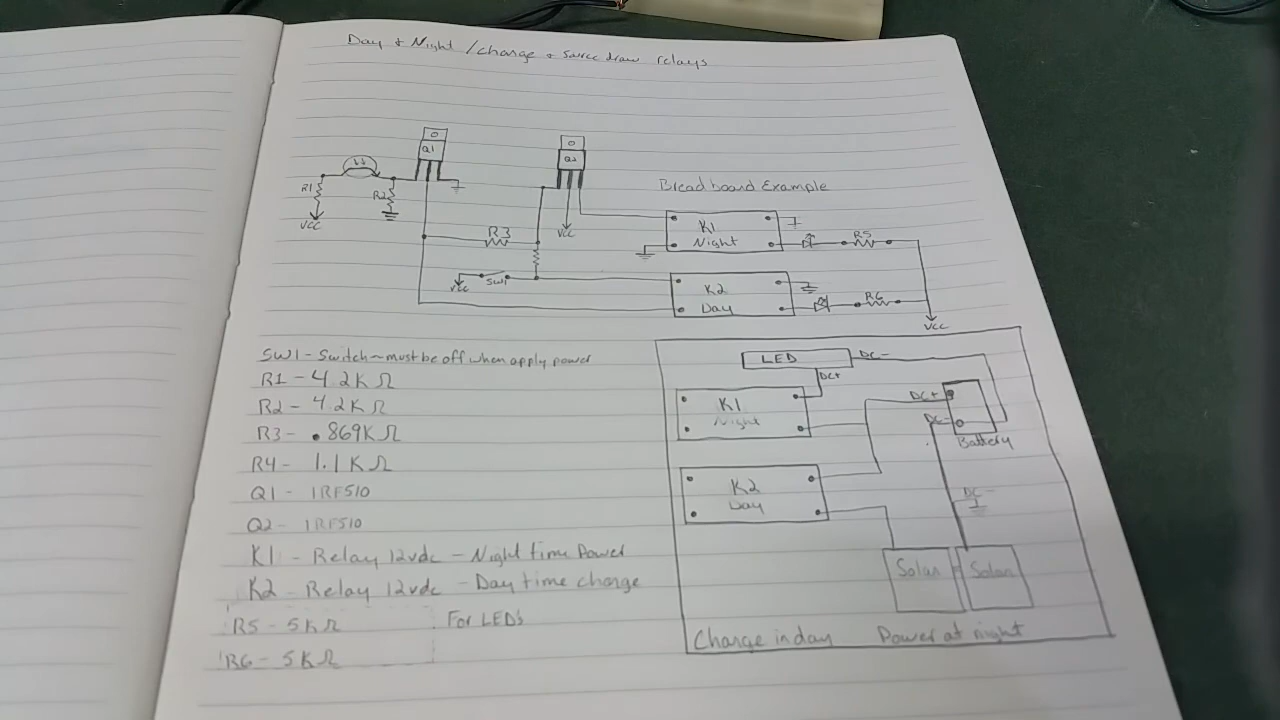 Day + Night / charge + source draw relays
Q1
Q2
R1
R2
VCC
R3
VCC
VCC
SW1
Bread board Example
K1
Night
R5
K2
Day
R6
VCC
SW1 - Switch ~ must be off when apply power
R1 - 4.2K Ω
R2 - 4.2K Ω
R3 - .869K Ω
R4 - 1.1K Ω
Q1 - IRF510
Q2 - IRF510
K1 - Relay 12vdc - Night time Power
K2 - Relay 12vdc - Day time charge
R5 - 5K Ω For LED's
R6 - 5K Ω
LED
DC-
DC+
K1
Night
DC+
DC-
Battery
K2
Day
DC-
Solar
Solar
Charge in day Power at night